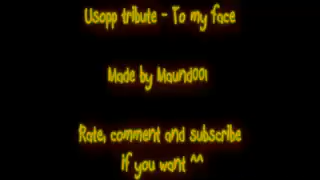 Usopp tribute - To my face
Made by Maund001
Rate, comment and subscribe
if you want ^^